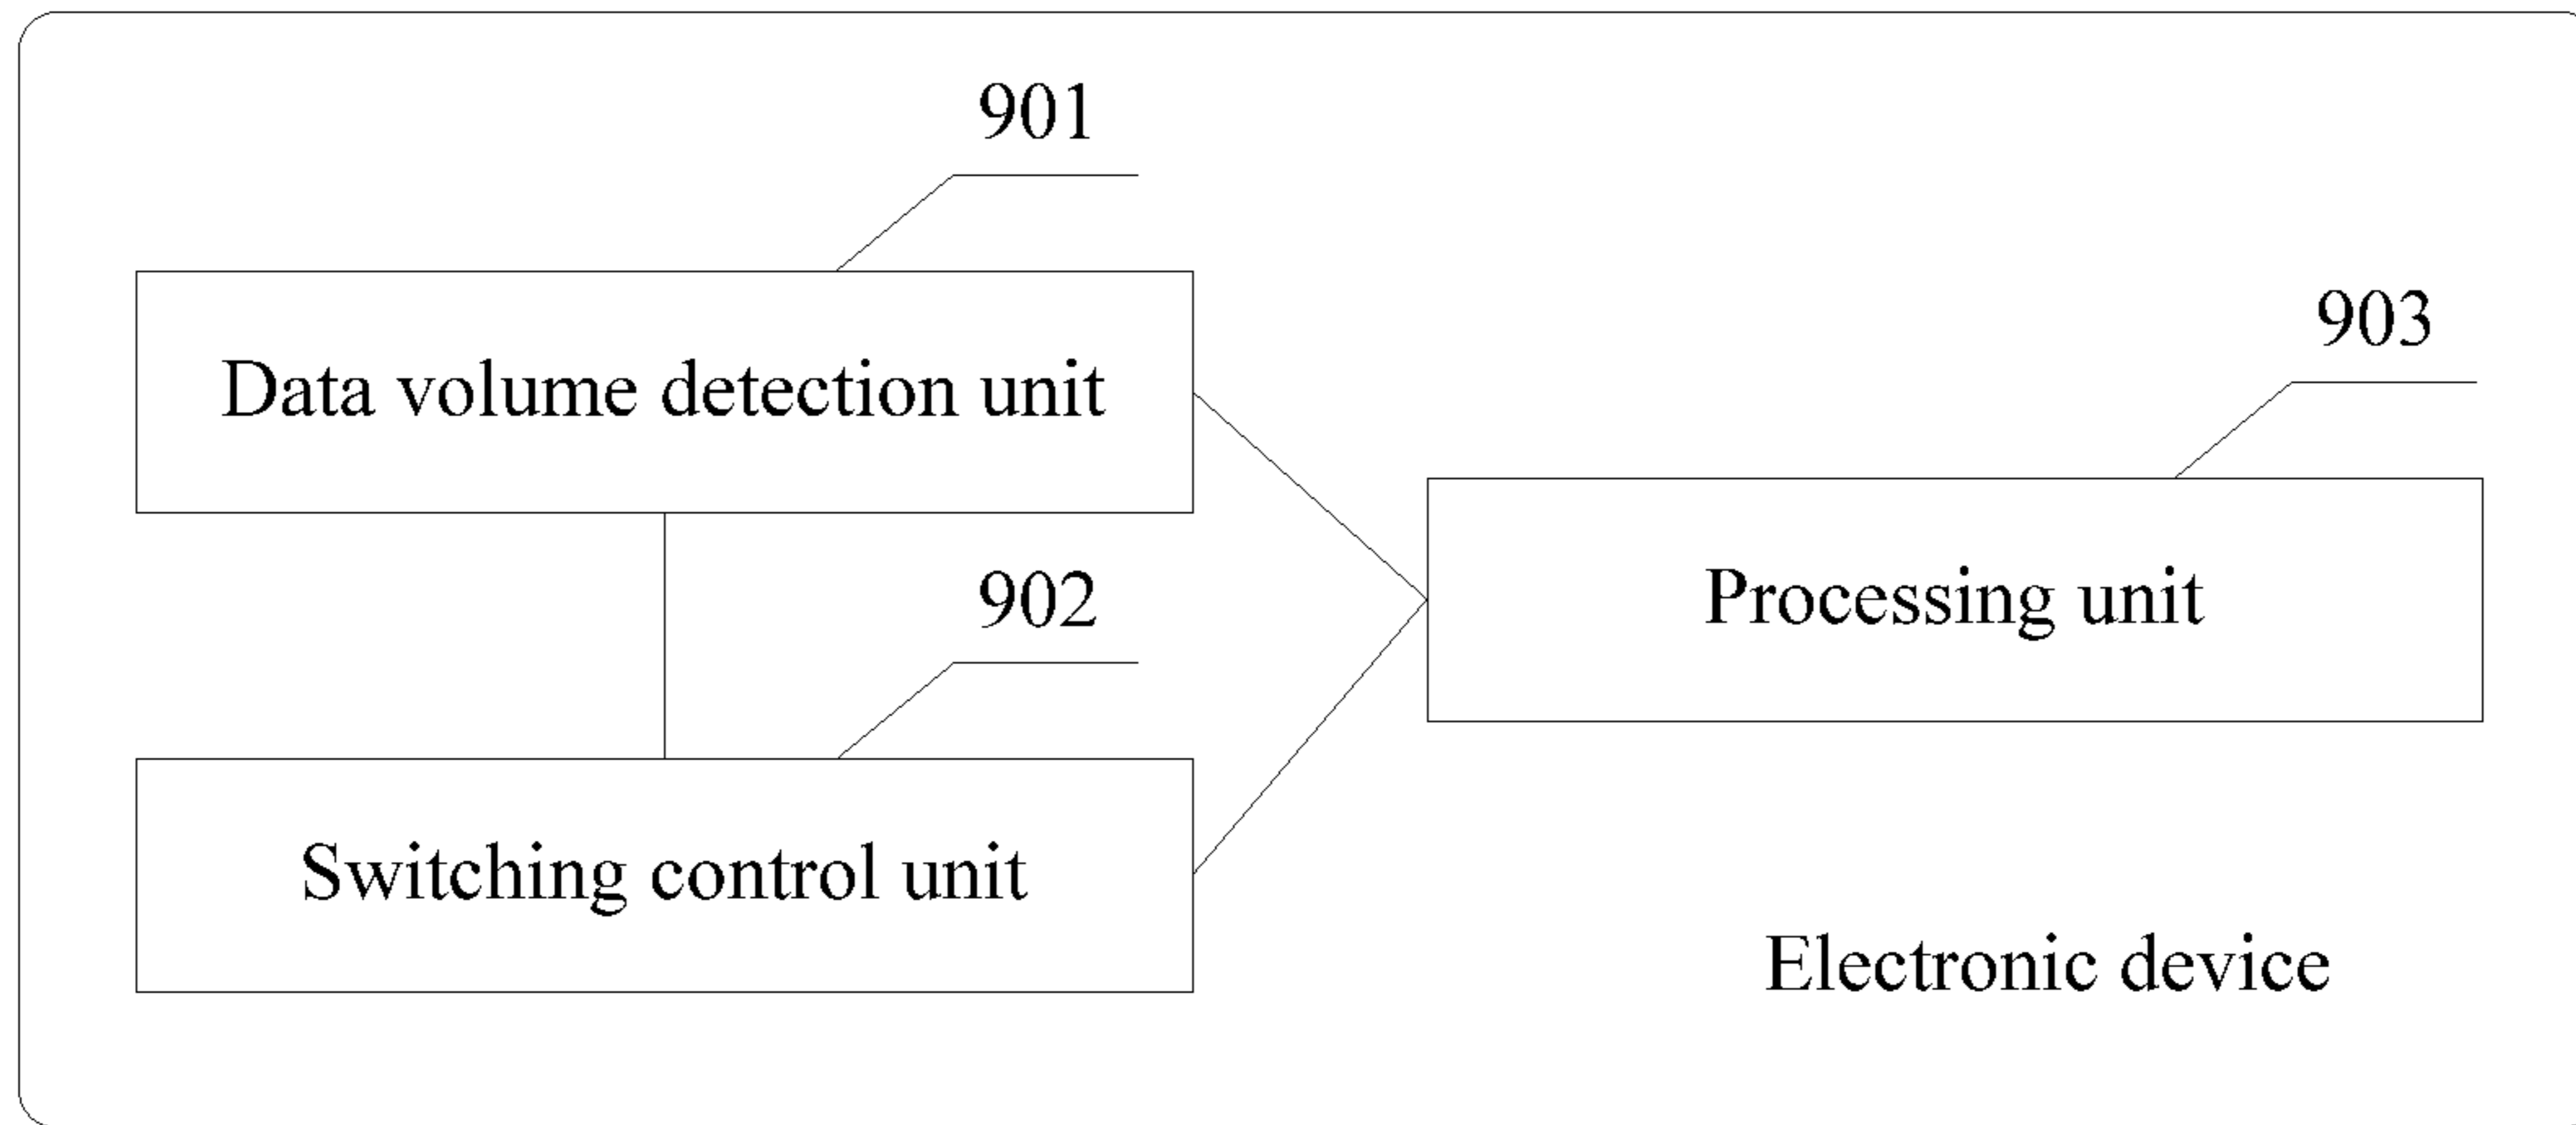 901
Data volume detection unit
903
902
Processing unit
Switching control unit
Electronic device